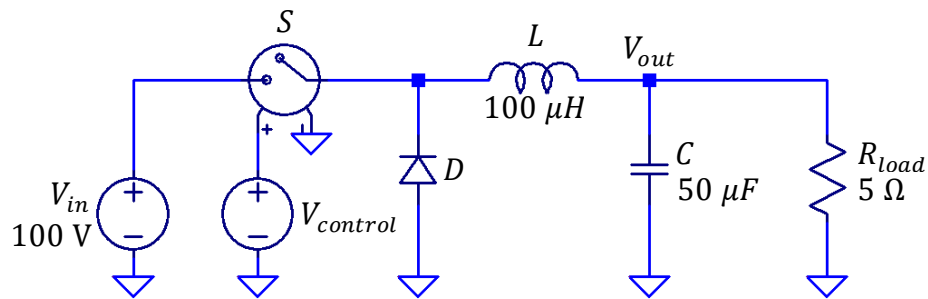 S
L
V_out
100 μH
+
D
C
50 μF
R_load
5 Ω
V_in
100 V
+
−
+
−
V_control